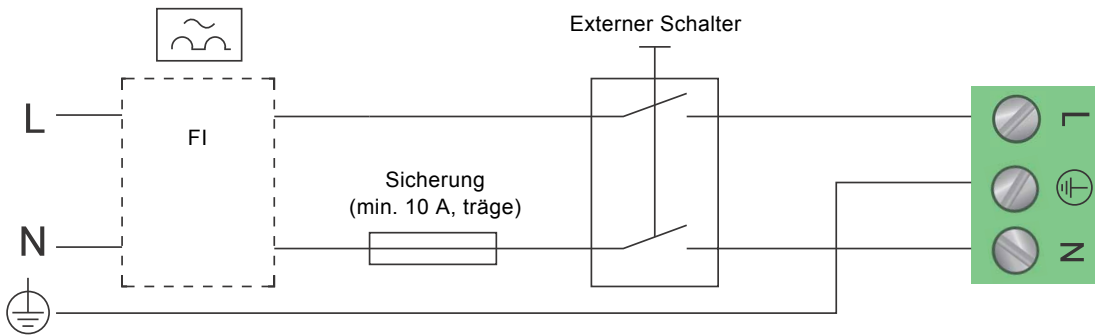 Externer Schalter
L
FI
L
Sicherung
(min. 10 A, träge)
N
N